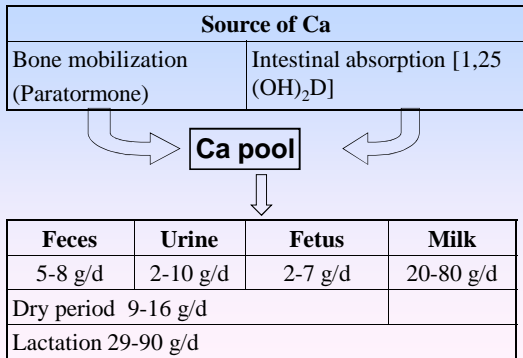 Source of Ca
Bone mobilization
(Paratormone)
Intestinal absorption [1,25
(OH)₂D]
Ca pool
Feces Urine Fetus Milk
5-8 g/d 2-10 g/d 2-7 g/d 20-80 g/d
Dry period 9-16 g/d
Lactation 29-90 g/d